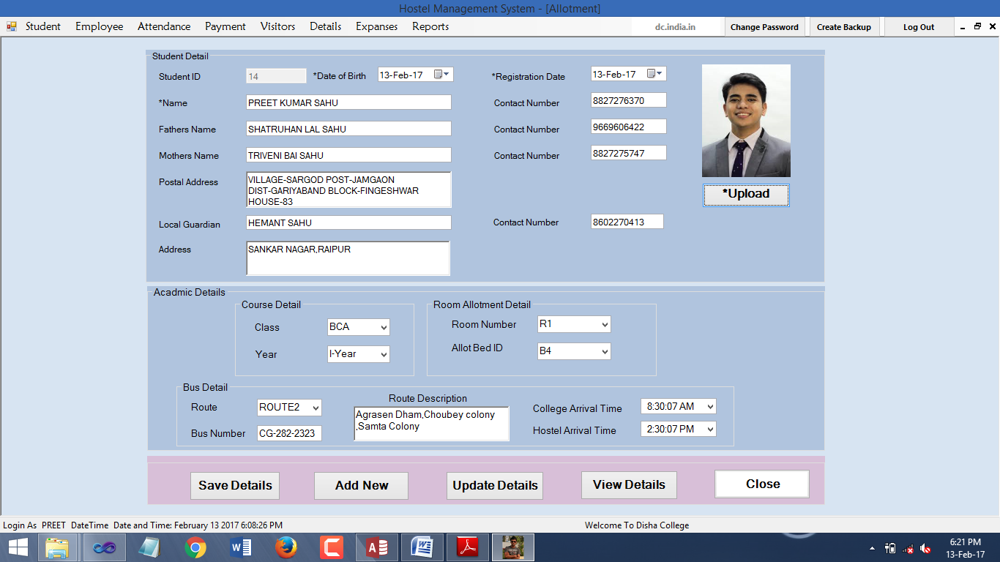 Hostel Management System - [Allotment]
Student Employee Attendance Payment Visitors Details Expanses Reports dc.india.in Change Password Create Backup Log Out
Student Detail
Student ID 14 *Date of Birth 13-Feb-17 *Registration Date 13-Feb-17
*Name PREET KUMAR SAHU Contact Number 8827276370
Fathers Name SHATRUHAN LAL SAHU Contact Number 9669606422
Mothers Name TRIVENI BAI SAHU Contact Number 8827275747
Postal Address VILLAGE-SARGOD POST-JAMGAON
DIST-GARIYABAND BLOCK-FINGESHWAR
HOUSE-83
*Upload
Local Guardian HEMANT SAHU Contact Number 8602270413
Address SANKAR NAGAR,RAIPUR
Acadmic Details
Course Detail Room Allotment Detail
Class BCA Room Number R1
Year I-Year Allot Bed ID B4
Bus Detail
Route ROUTE2 Route Description College Arrival Time 8:30:07 AM
Agrasen Dham,Choubey colony
,Samta Colony
Bus Number CG-282-2323 Hostel Arrival Time 2:30:07 PM
Save Details Add New Update Details View Details Close
Login As PREET DateTime Date and Time: February 13 2017 6:08:26 PM Welcome To Disha College
6:21 PM
13-Feb-17